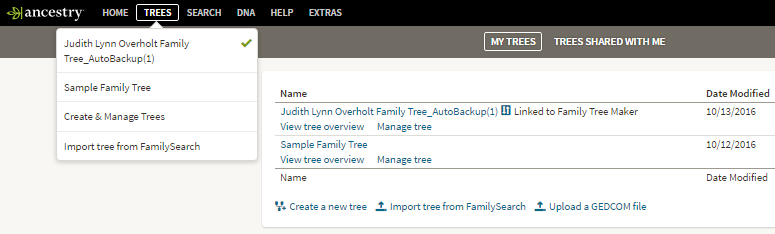 ancestry HOME TREES SEARCH DNA HELP EXTRAS
MY TREES TREES SHARED WITH ME
Judith Lynn Overholt Family
Tree_AutoBackup(1)
Sample Family Tree
Create & Manage Trees
Import tree from FamilySearch
Name Date Modified
Judith Lynn Overholt Family Tree_AutoBackup(1) Linked to Family Tree Maker 10/13/2016
View tree overview Manage tree
Sample Family Tree 10/12/2016
View tree overview Manage tree
Name Date Modified
Create a new tree Import tree from FamilySearch Upload a GEDCOM file